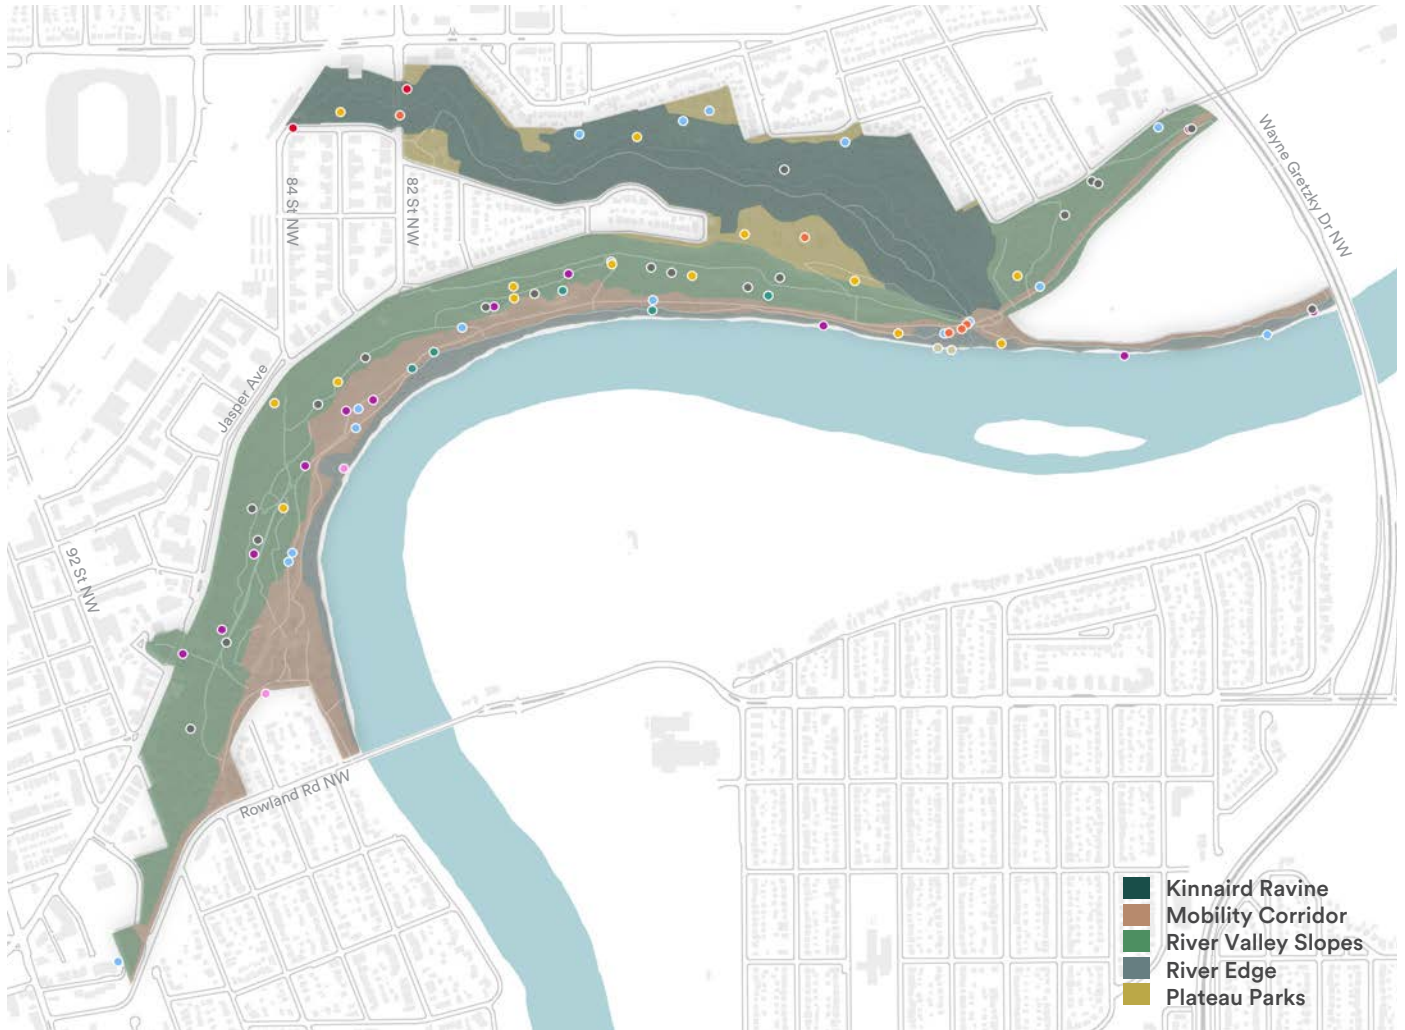 Wayne Gretzky Dr NW
84 St NW
82 St NW
Jasper Ave
92 St NW
Rowland Rd NW
Kinnaird Ravine
Mobility Corridor
River Valley Slopes
River Edge
Plateau Parks